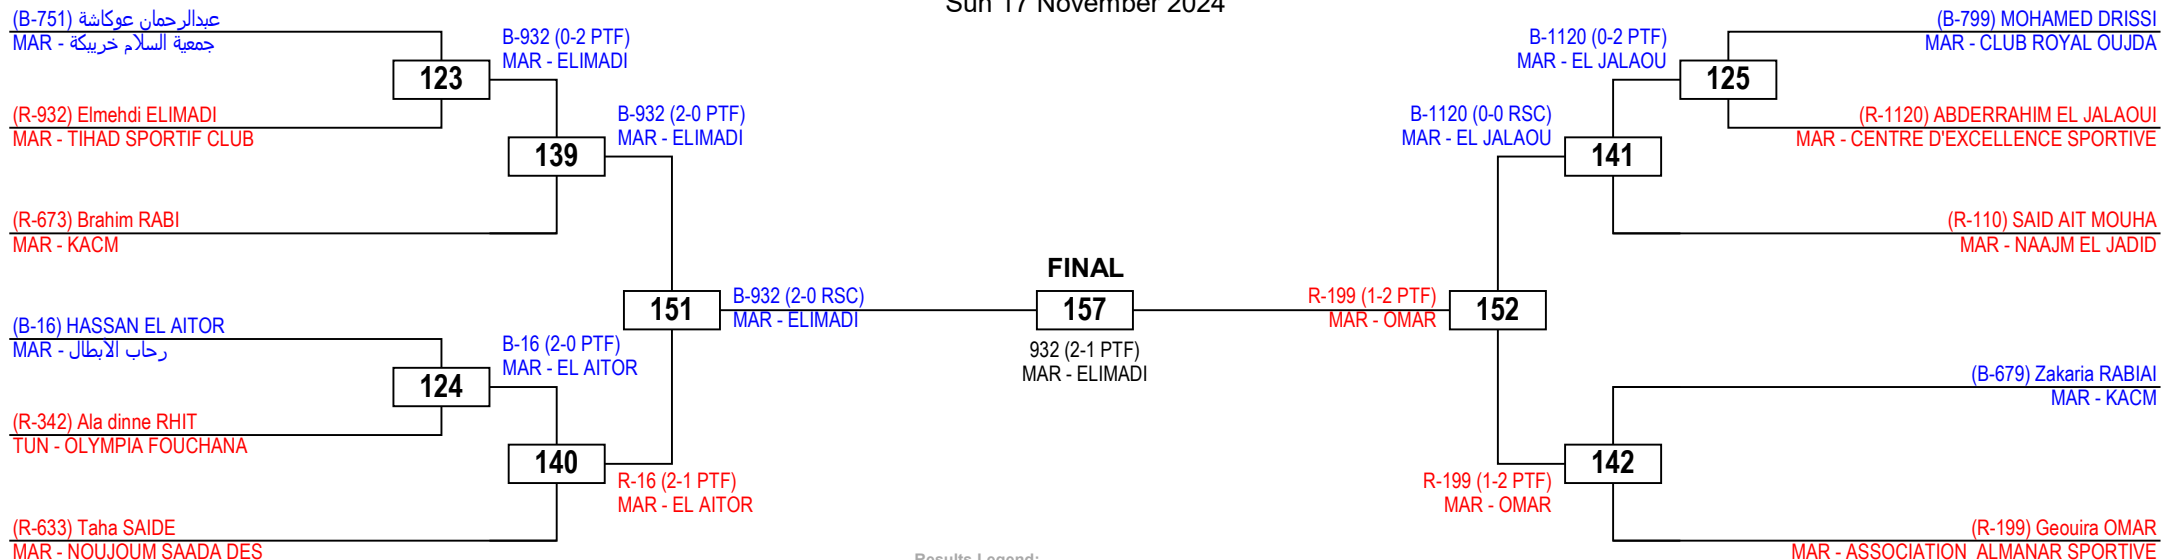 Sun 17 November 2024
(B-751) عبدالرحمان عوكاشة
MAR - جمعية السلام خريبكة
123
(R-932) Elmehdi ELIMADI
MAR - TIHAD SPORTIF CLUB
B-932 (0-2 PTF)
MAR - ELIMADI
139
(R-673) Brahim RABI
MAR - KACM
B-932 (2-0 PTF)
MAR - ELIMADI
151
B-932 (2-0 RSC)
MAR - ELIMADI
(B-16) HASSAN EL AITOR
MAR - رحاب الأبطال
124
(R-342) Ala dinne RHIT
TUN - OLYMPIA FOUCHANA
B-16 (2-0 PTF)
MAR - EL AITOR
140
(R-633) Taha SAIDE
MAR - NOUJOUM SAADA DES
R-16 (2-1 PTF)
MAR - EL AITOR
FINAL
157
932 (2-1 PTF)
MAR - ELIMADI
(B-799) MOHAMED DRISSI
MAR - CLUB ROYAL OUJDA
125
(R-1120) ABDERRAHIM EL JALAOUI
MAR - CENTRE D'EXCELLENCE SPORTIVE
B-1120 (0-2 PTF)
MAR - EL JALAOU
141
(R-110) SAID AIT MOUHA
MAR - NAAJM EL JADID
B-1120 (0-0 RSC)
MAR - EL JALAOU
152
R-199 (1-2 PTF)
MAR - OMAR
(B-679) Zakaria RABIAI
MAR - KACM
142
(R-199) Geouira OMAR
MAR - ASSOCIATION  ALMANAR SPORTIVE
R-199 (1-2 PTF)
MAR - OMAR
Results Legend: